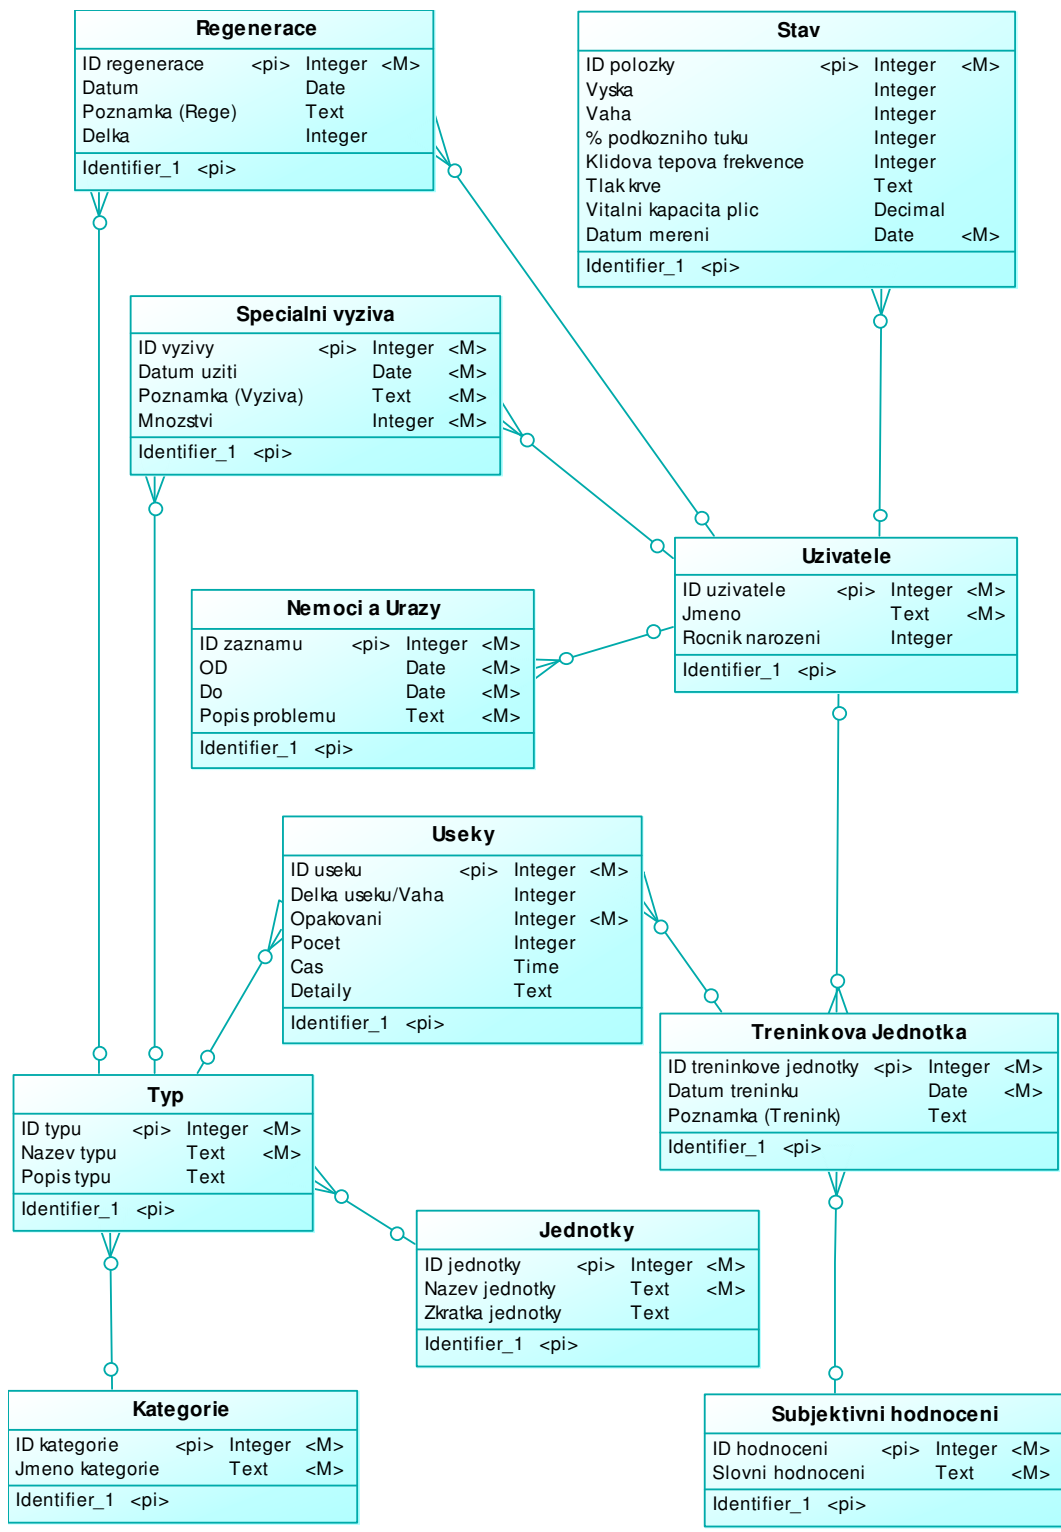 Regenerace
ID regenerace <pi> Integer <M>
Datum Date
Poznamka (Rege) Text
Delka Integer
Identifier_1 <pi>
Stav
ID polozky <pi> Integer <M>
Vyska Integer
Vaha Integer
% podkozniho tuku Integer
Klidova tepova frekvence Integer
Tlak krve Text
Vitalni kapacita plic Decimal
Datum mereni Date <M>
Identifier_1 <pi>
Specialni vyziva
ID vyzivy <pi> Integer <M>
Datum uziti Date <M>
Poznamka (Vyziva) Text <M>
Mnozstvi Integer <M>
Identifier_1 <pi>
Uzivatele
ID uzivatele <pi> Integer <M>
Jmeno Text <M>
Rocnik narozeni Integer
Identifier_1 <pi>
Nemoci a Urazy
ID zaznamu <pi> Integer <M>
OD Date <M>
Do Date <M>
Popis problemu Text <M>
Identifier_1 <pi>
Useky
ID useku <pi> Integer <M>
Delka useku/Vaha Integer
Opakovani Integer <M>
Pocet Integer
Cas Time
Detaily Text
Identifier_1 <pi>
Treninkova Jednotka
ID treninkove jednotky <pi> Integer <M>
Datum treninku Date <M>
Poznamka (Trenink) Text
Identifier_1 <pi>
Typ
ID typu <pi> Integer <M>
Nazev typu Text <M>
Popis typu Text
Identifier_1 <pi>
Jednotky
ID jednotky <pi> Integer <M>
Nazev jednotky Text <M>
Zkratka jednotky Text
Identifier_1 <pi>
Kategorie
ID kategorie <pi> Integer <M>
Jmeno kategorie Text <M>
Identifier_1 <pi>
Subjektivni hodnoceni
ID hodnoceni <pi> Integer <M>
Slovni hodnoceni Text <M>
Identifier_1 <pi>